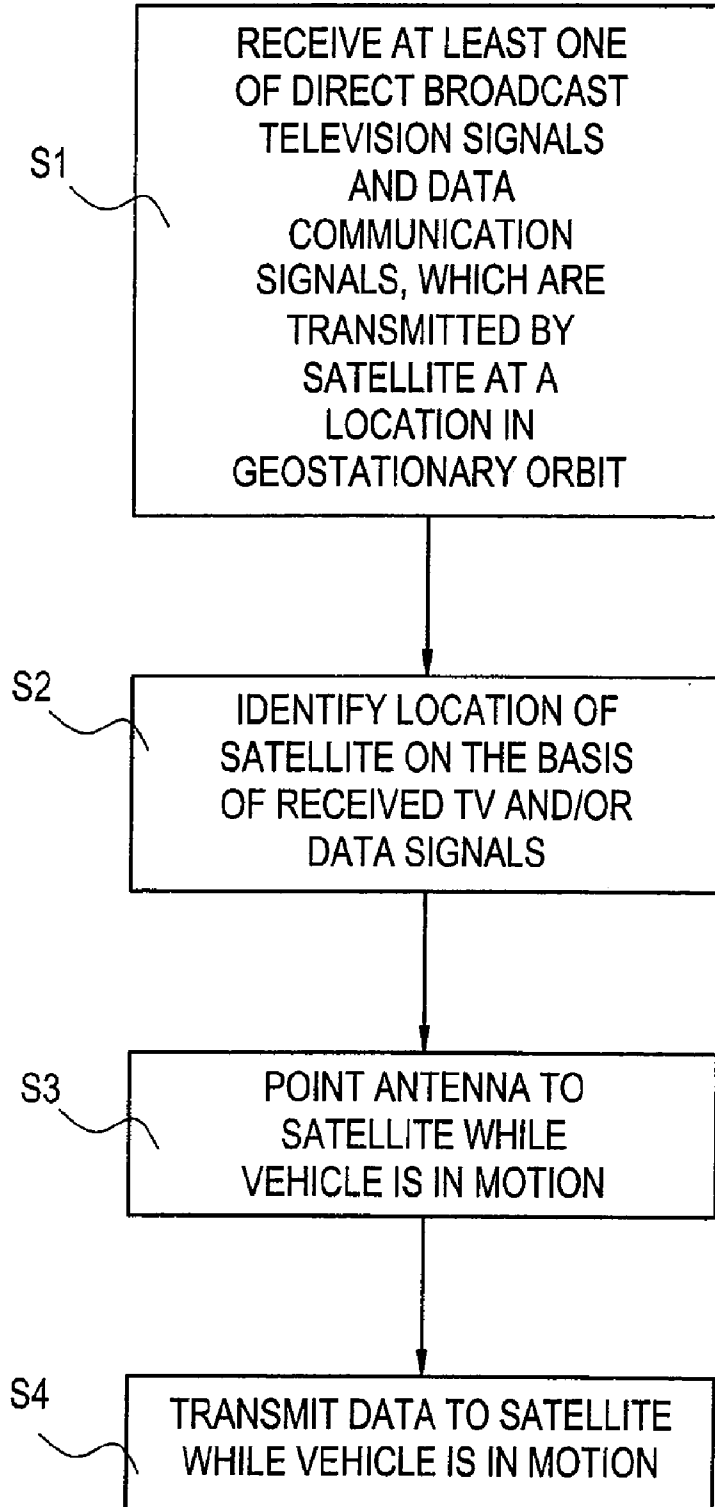 RECEIVE AT LEAST ONE
OF DIRECT BROADCAST
TELEVISION SIGNALS
AND DATA
COMMUNICATION
SIGNALS, WHICH ARE
TRANSMITTED BY
SATELLITE AT A
LOCATION IN
GEOSTATIONARY ORBIT
S1
S2
IDENTIFY LOCATION OF
SATELLITE ON THE BASIS
OF RECEIVED TV AND/OR
DATA SIGNALS
S3
POINT ANTENNA TO
SATELLITE WHILE
VEHICLE IS IN MOTION
S4
TRANSMIT DATA TO SATELLITE
WHILE VEHICLE IS IN MOTION